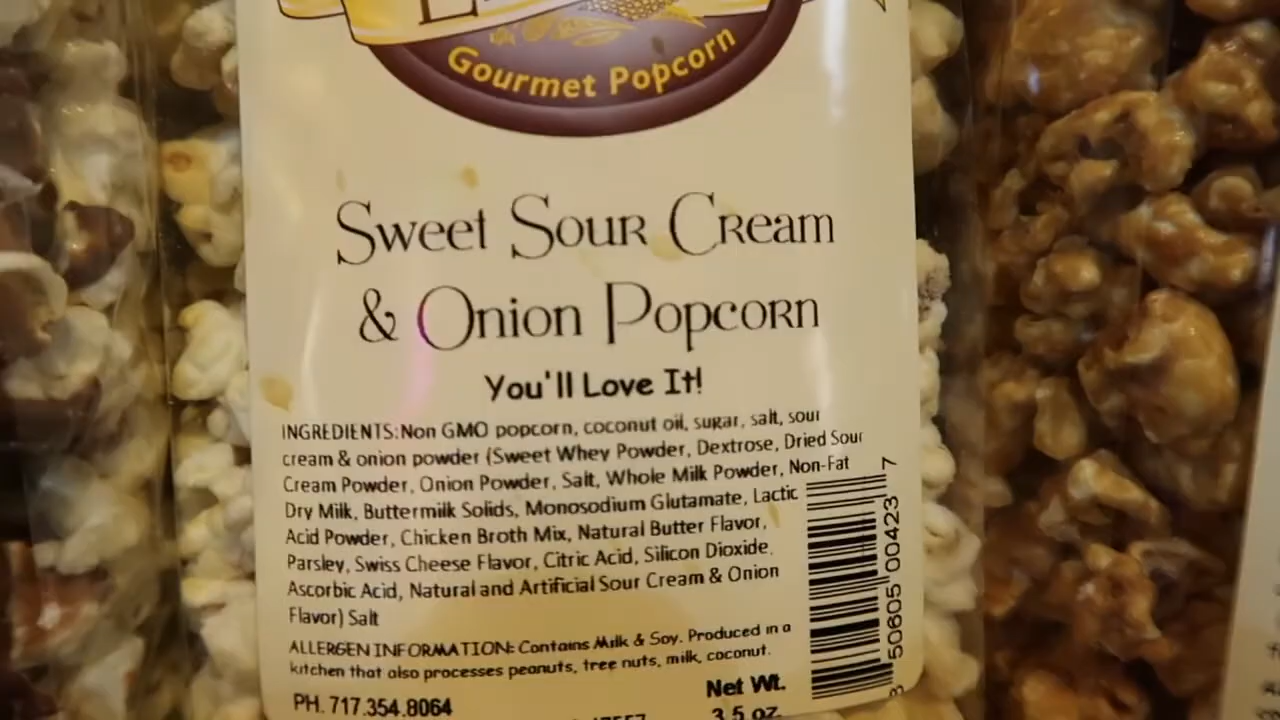 Gourmet Popcorn
Sweet Sour Cream
& Onion Popcorn
You'll Love It!
INGREDIENTS:Non GMO popcorn, coconut oil, sugar, salt, sour
cream & onion powder (Sweet Whey Powder, Dextrose, Dried Sour
Cream Powder, Onion Powder, Salt, Whole Milk Powder, Non-Fat
Dry Milk, Buttermilk Solids, Monosodium Glutamate, Lactic
Acid Powder, Chicken Broth Mix, Natural Butter Flavor,
Parsley, Swiss Cheese Flavor, Citric Acid, Silicon Dioxide,
Ascorbic Acid, Natural and Artificial Sour Cream & Onion
Flavor) Salt
ALLERGEN INFORMATION: Contains Milk & Soy. Produced in a
kitchen that also processes peanuts, tree nuts, milk, coconut.
PH. 717.354.8064
Net Wt.
3.5 oz.
50605 00423 7